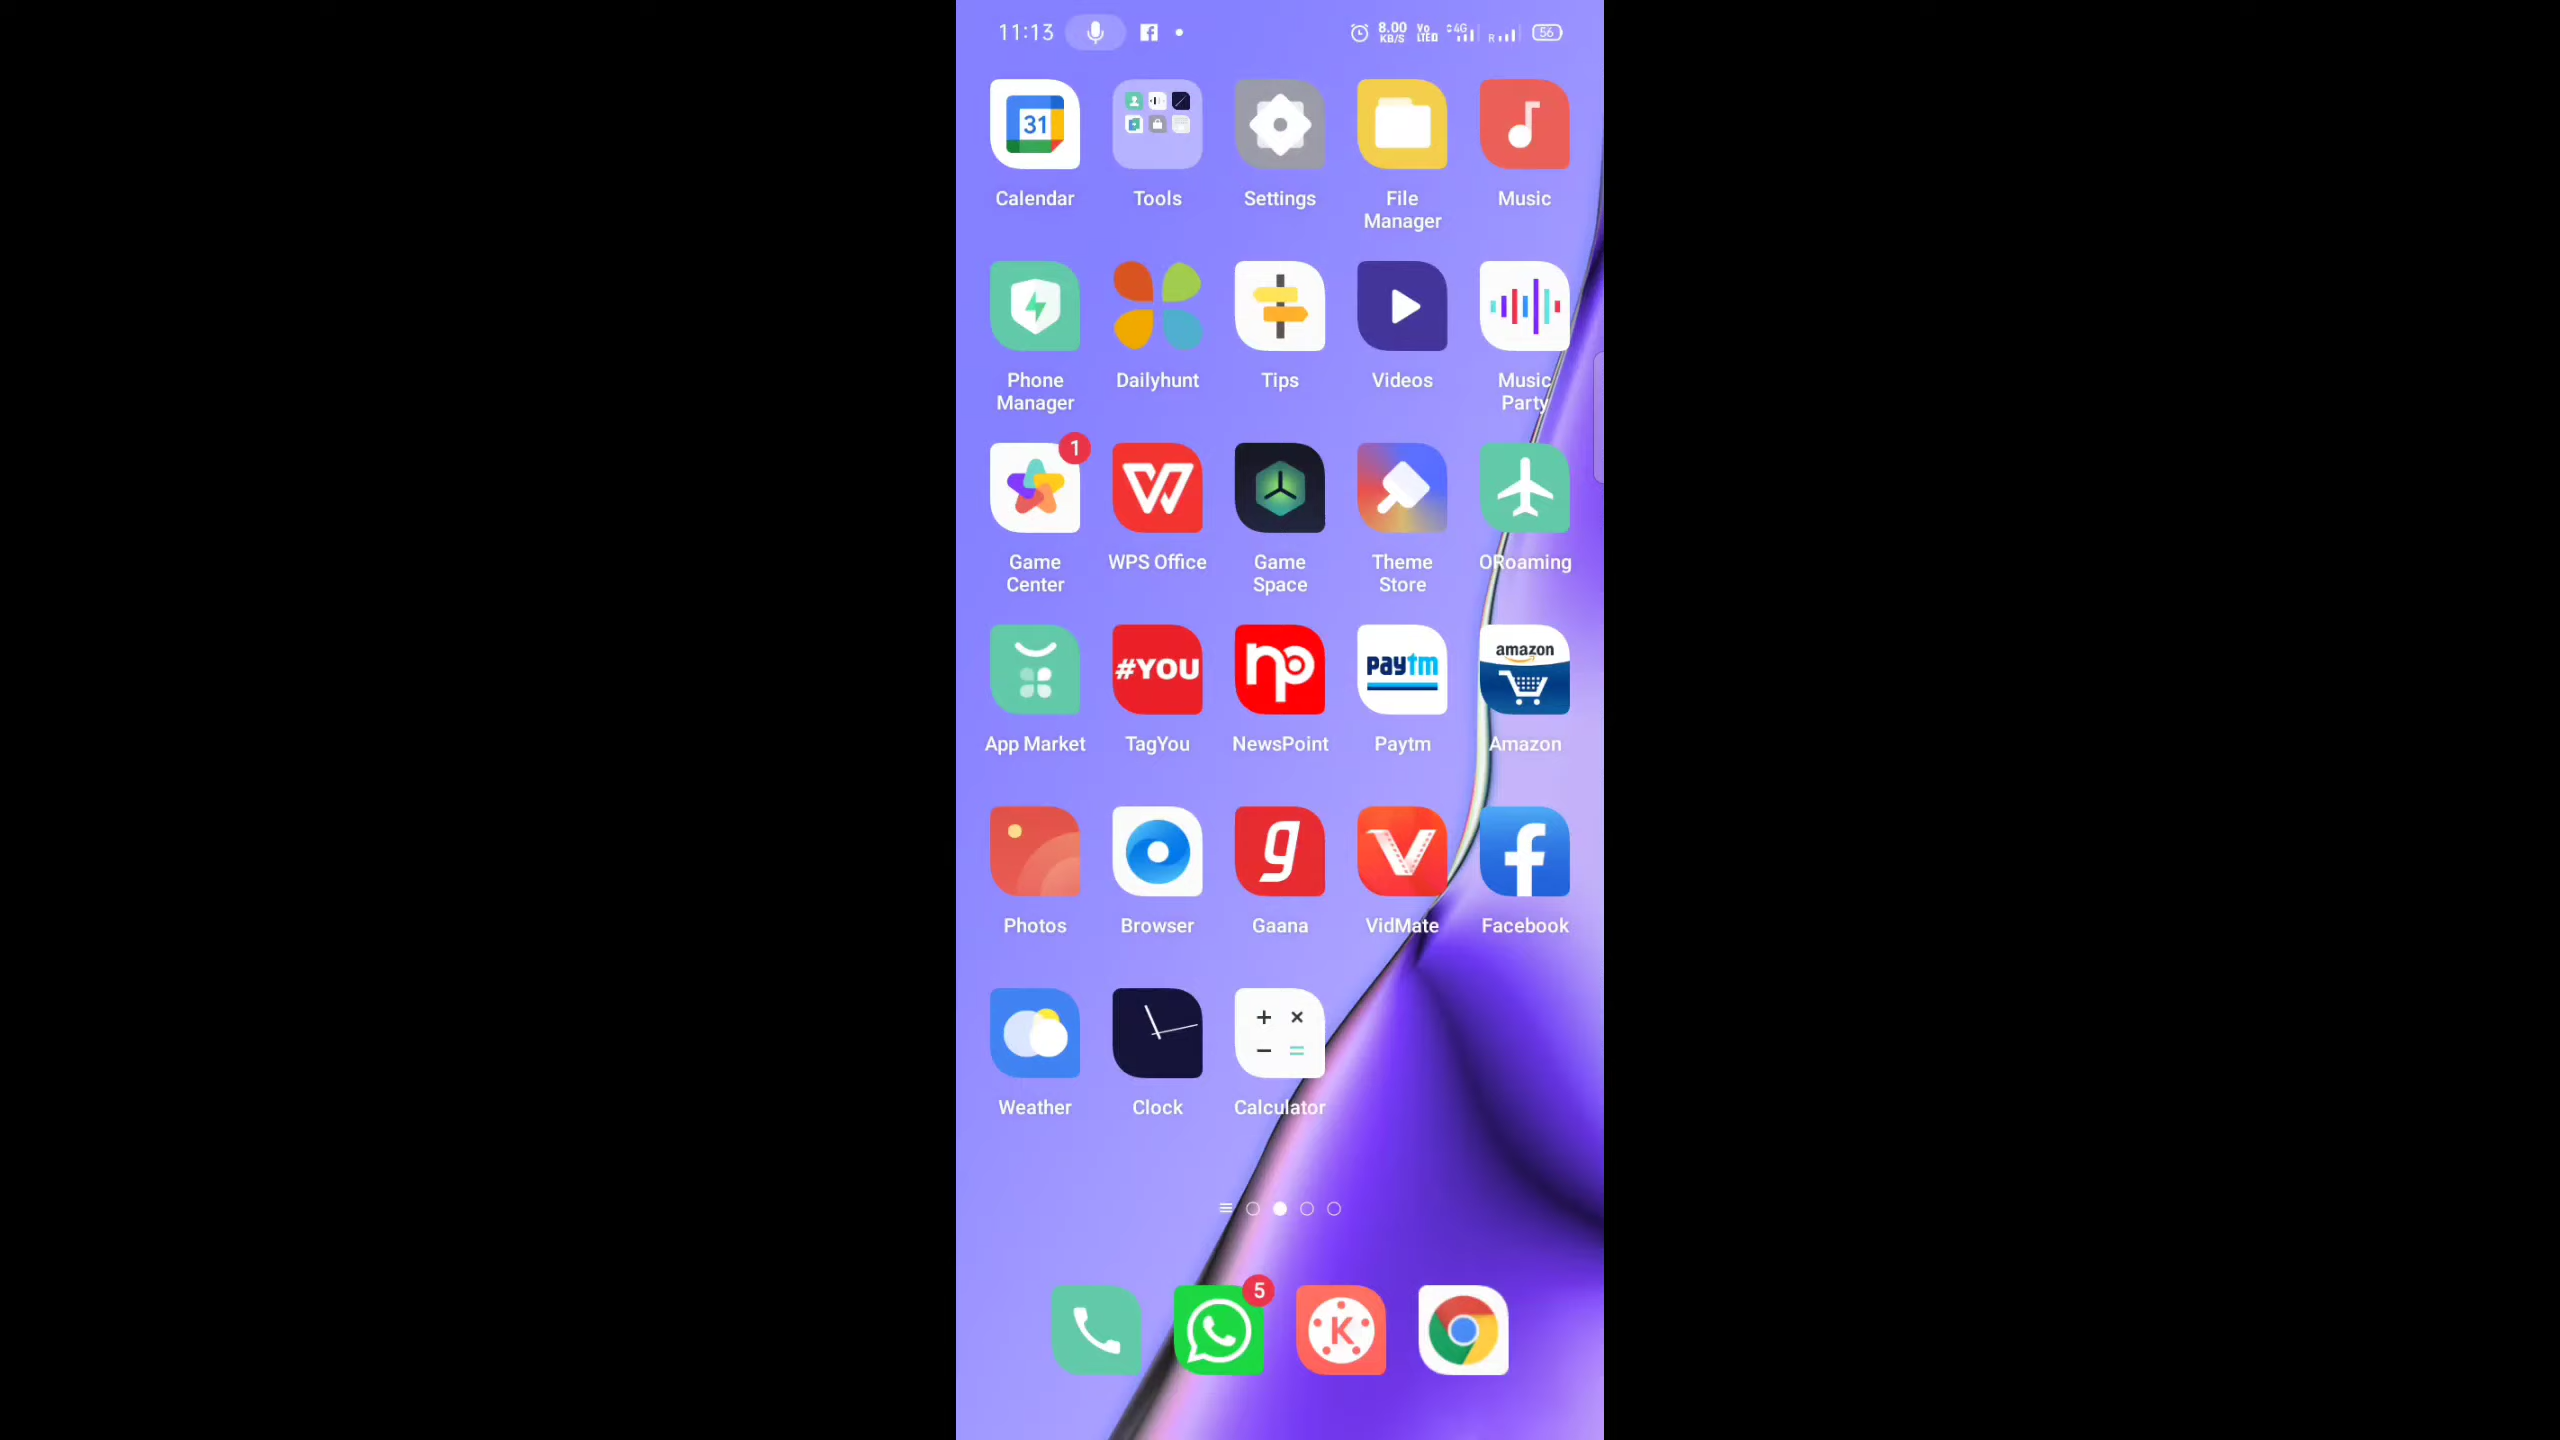 11:13 8.00 KB/S Vo LTE 4G R 56
31
Calendar Tools Settings File Manager Music
Phone Manager Dailyhunt Tips Videos Music Party
1
Game Center WPS Office Game Space Theme Store ORoaming
#YOU np paytm amazon
App Market TagYou NewsPoint Paytm Amazon
g f
Photos Browser Gaana VidMate Facebook
+ ×
− =
Weather Clock Calculator
5
K